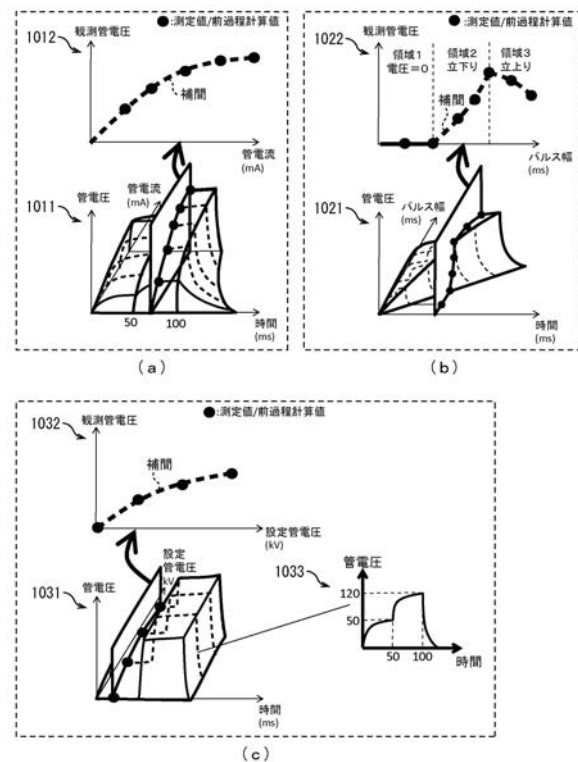 ●:測定値/前過程計算値
1012
観測管電圧
補間
管電流
(mA)
1011
管電圧
管電流
(mA)
50
100
時間
(ms)
(a)
●:測定値/前過程計算値
1022
観測管電圧
領域1
電圧=0
領域2
立下り
領域3
立上り
補間
パルス幅
(ms)
1021
管電圧
パルス幅
(ms)
時間
(ms)
(b)
●:測定値/前過程計算値
1032
観測管電圧
補間
設定管電圧
(kV)
1031
管電圧
設定
管電圧
kV
時間
(ms)
1033
管電圧
120
50
50
100
時間
(c)